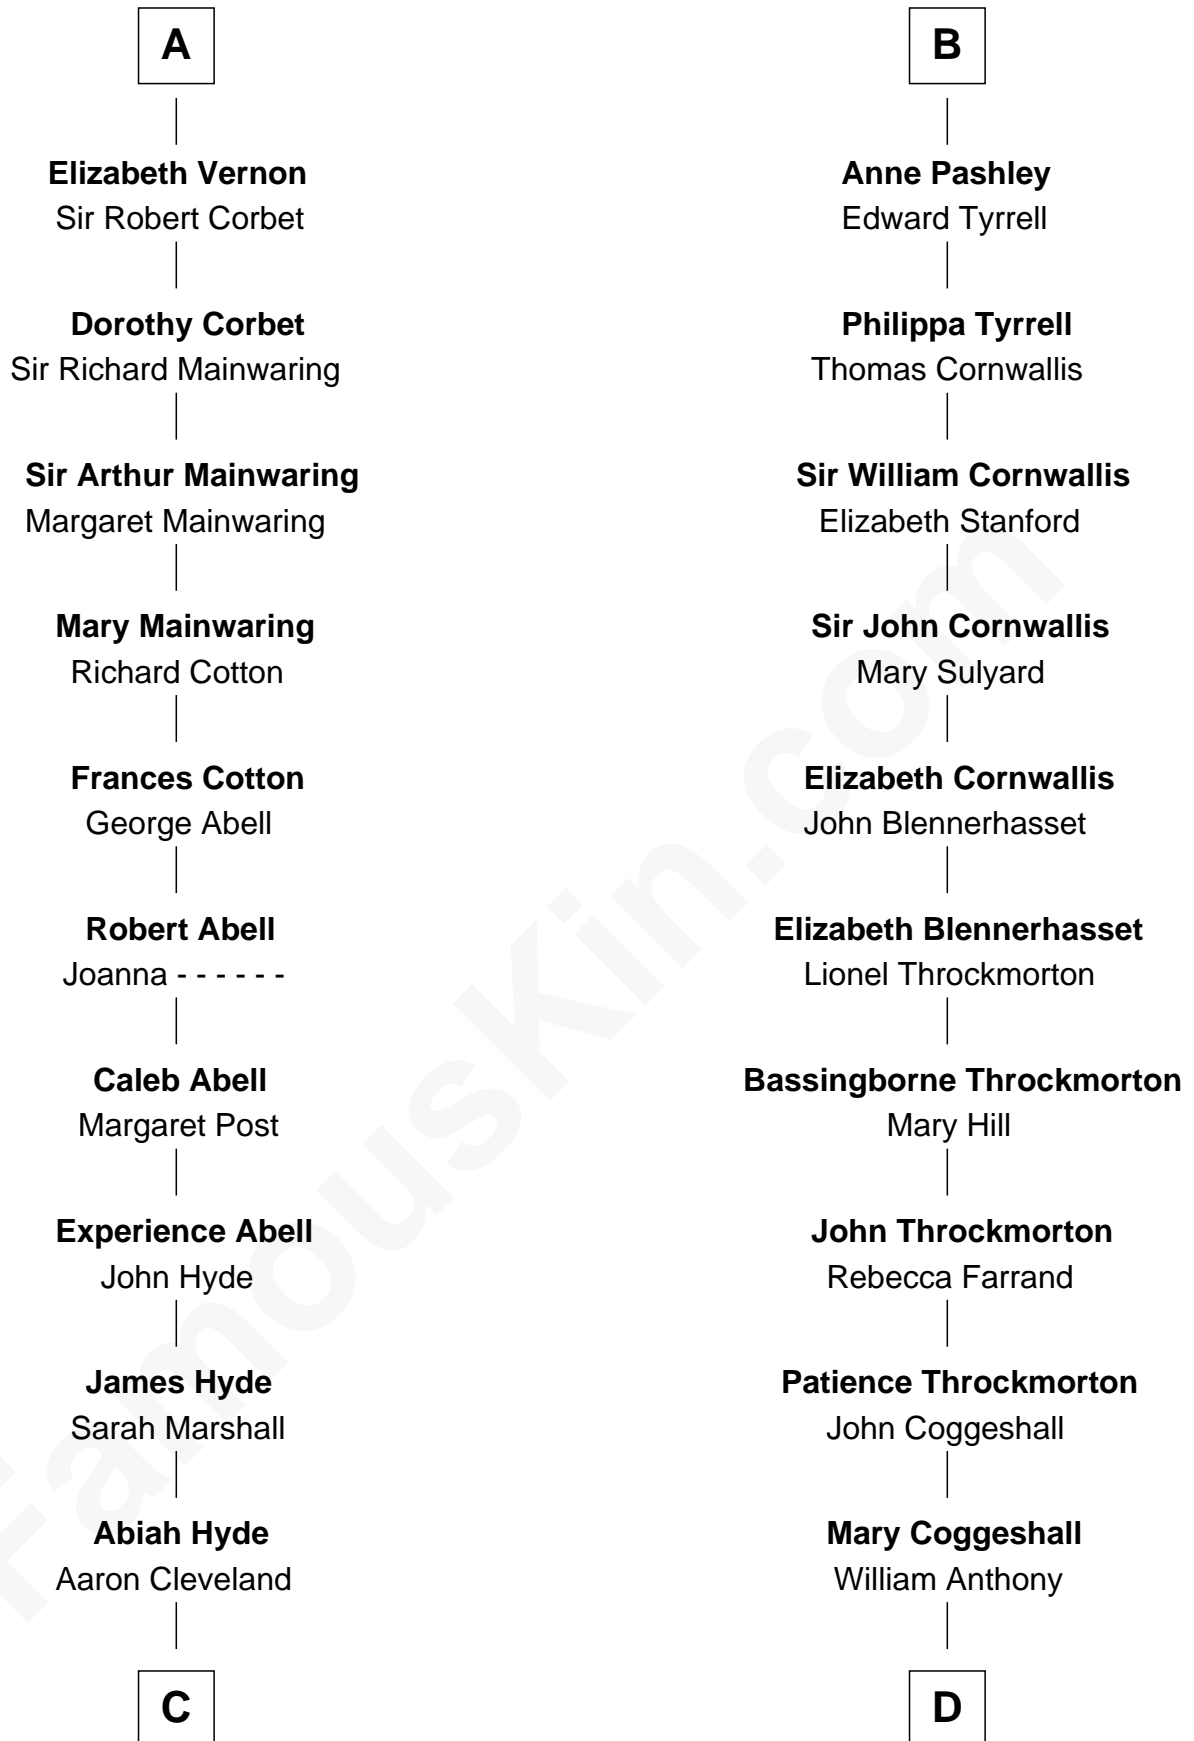 A
Elizabeth Vernon
Sir Robert Corbet
Dorothy Corbet
Sir Richard Mainwaring
Sir Arthur Mainwaring
Margaret Mainwaring
Mary Mainwaring
Richard Cotton
Frances Cotton
George Abell
Robert Abell
Joanna - - - - - -
Caleb Abell
Margaret Post
Experience Abell
John Hyde
James Hyde
Sarah Marshall
Abiah Hyde
Aaron Cleveland
C
B
Anne Pashley
Edward Tyrrell
Philippa Tyrrell
Thomas Cornwallis
Sir William Cornwallis
Elizabeth Stanford
Sir John Cornwallis
Mary Sulyard
Elizabeth Cornwallis
John Blennerhasset
Elizabeth Blennerhasset
Lionel Throckmorton
Bassingborne Throckmorton
Mary Hill
John Throckmorton
Rebecca Farrand
Patience Throckmorton
John Coggeshall
Mary Coggeshall
William Anthony
D
FamousKin.com